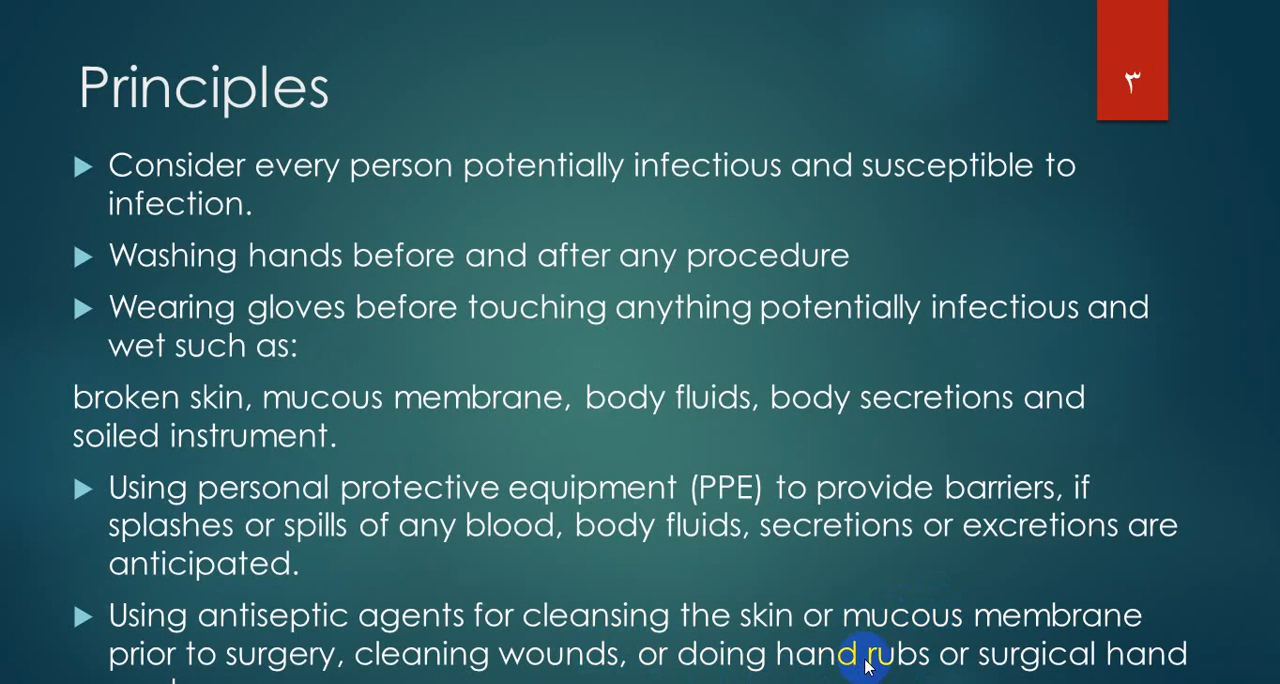 Principles
٣
Consider every person potentially infectious and susceptible to
infection.
Washing hands before and after any procedure
Wearing gloves before touching anything potentially infectious and
wet such as:
broken skin, mucous membrane, body fluids, body secretions and
soiled instrument.
Using personal protective equipment (PPE) to provide barriers, if
splashes or spills of any blood, body fluids, secretions or excretions are
anticipated.
Using antiseptic agents for cleansing the skin or mucous membrane
prior to surgery, cleaning wounds, or doing hand rubs or surgical hand